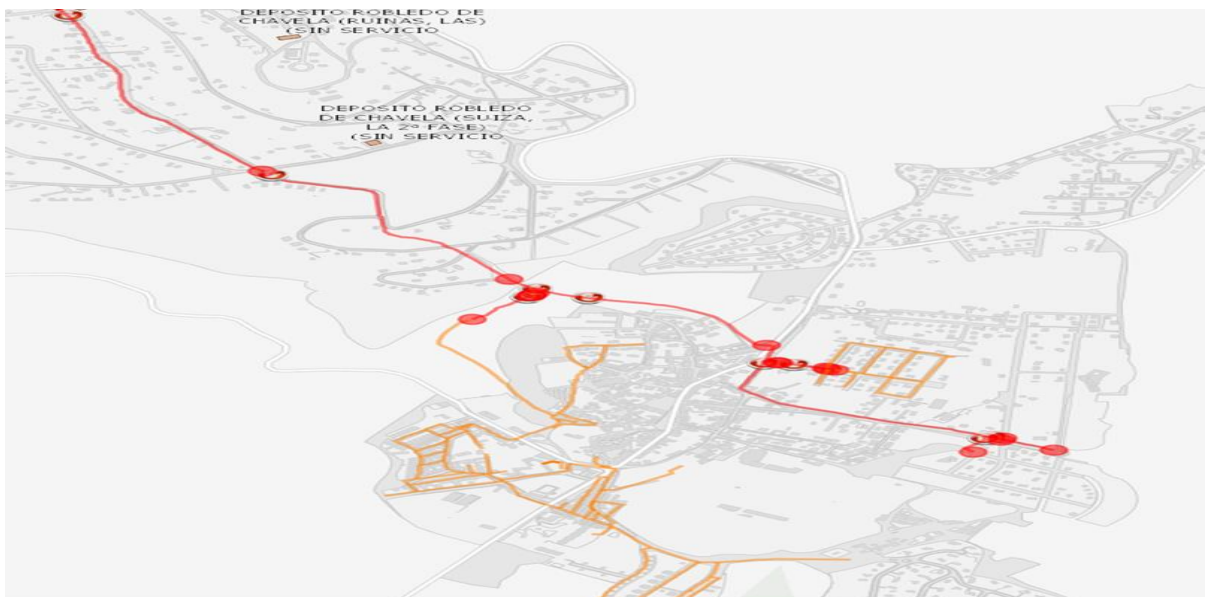 DEPOSITO ROBLEDO DE
CHAVELA (RUINAS, LAS)
(SIN SERVICIO
DEPOSITO ROBLEDO
DE CHAVELA (SUIZA,
LA 2ª FASE)
(SIN SERVICIO